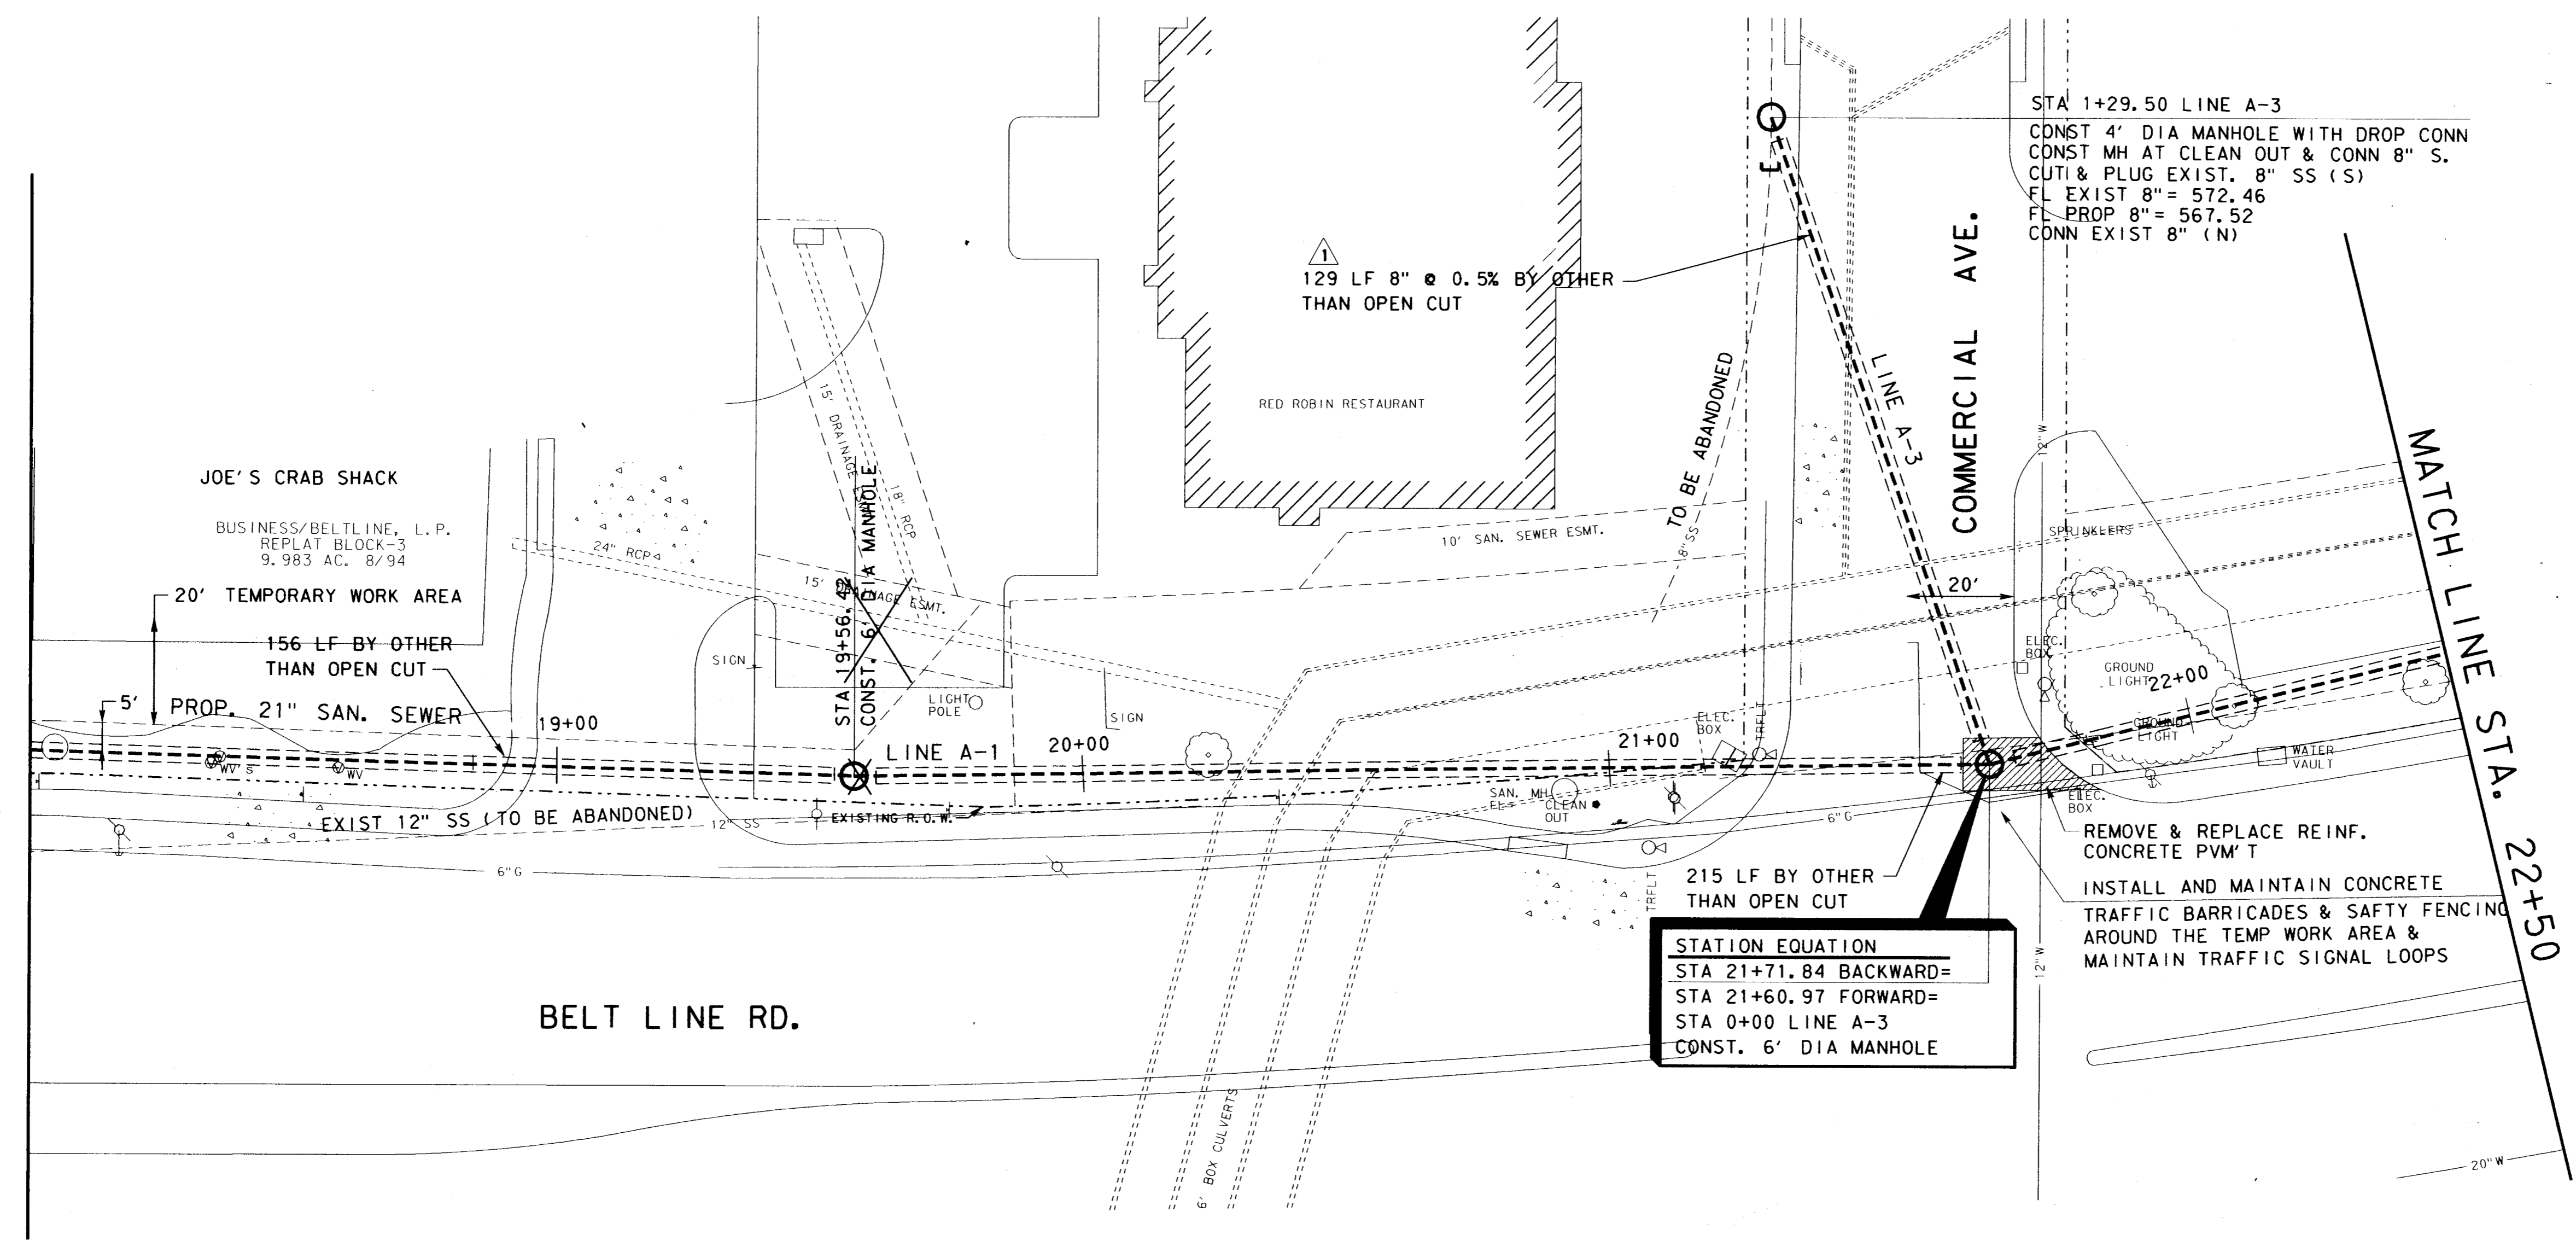 STA 1+29.50 LINE A-3
CONST 4' DIA MANHOLE WITH DROP CONN
CONST MH AT CLEAN OUT & CONN 8" S.
CUT & PLUG EXIST. 8" SS (S)
FL EXIST 8"= 572.46
FL PROP 8"= 567.52
CONN EXIST 8" (N)
1
129 LF 8" @ 0.5% BY OTHER
THAN OPEN CUT
RED ROBIN RESTAURANT
TO BE ABANDONED
8"SS
LINE A-3
COMMERCIAL AVE.
12"W
MATCH LINE STA. 22+50
JOE'S CRAB SHACK
BUSINESS/BELTLINE, L.P.
REPLAT BLOCK-3
9.983 AC. 8/94
20' TEMPORARY WORK AREA
156 LF BY OTHER
THAN OPEN CUT
5'
PROP. 21" SAN. SEWER
24" RCP
15' DRAINAGE ESMT.
18" RCP
15' DRAINAGE ESMT.
STA 19+56.42
CONST. 6' DIA MANHOLE
10' SAN. SEWER ESMT.
SPRINKLERS
20'
SIGN
LIGHT
POLE
SIGN
ELEC.
BOX
GROUND
LIGHT
22+00
GROUND
LIGHT
19+00
LINE A-1
20+00
21+00
ELEC.
BOX
TRFLT
WATER
VAULT
WV'S
WV
EXIST 12" SS (TO BE ABANDONED)
12" SS
EXISTING R.O.W.
SAN. MH
FL=
CLEAN
OUT
6"G
ELEC.
BOX
6"G
REMOVE & REPLACE REINF.
CONCRETE PVM'T
215 LF BY OTHER
THAN OPEN CUT
TRFLT
INSTALL AND MAINTAIN CONCRETE
TRAFFIC BARRICADES & SAFTY FENCING
AROUND THE TEMP WORK AREA &
MAINTAIN TRAFFIC SIGNAL LOOPS
STATION EQUATION
STA 21+71.84 BACKWARD=
STA 21+60.97 FORWARD=
STA 0+00 LINE A-3
CONST. 6' DIA MANHOLE
12"W
BELT LINE RD.
6' BOX CULVERTS
20"W